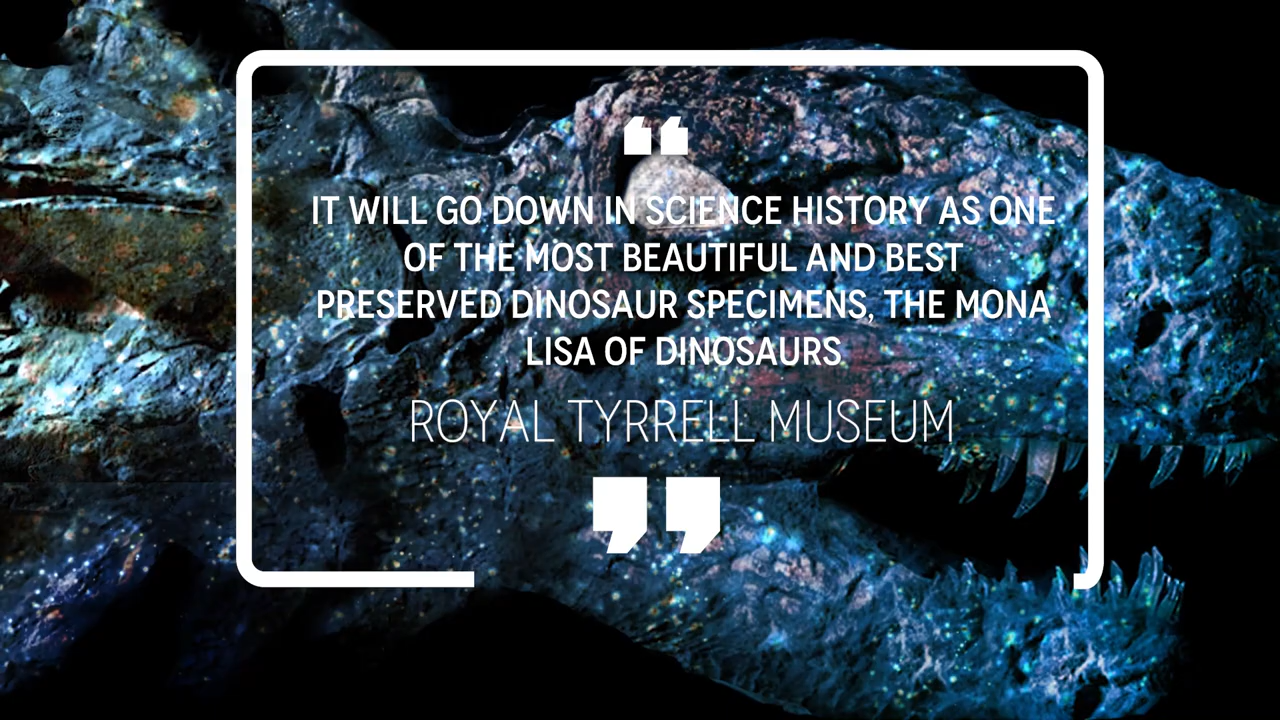 “
IT WILL GO DOWN IN SCIENCE HISTORY AS ONE
OF THE MOST BEAUTIFUL AND BEST
PRESERVED DINOSAUR SPECIMENS, THE MONA
LISA OF DINOSAURS
ROYAL TYRRELL MUSEUM
”